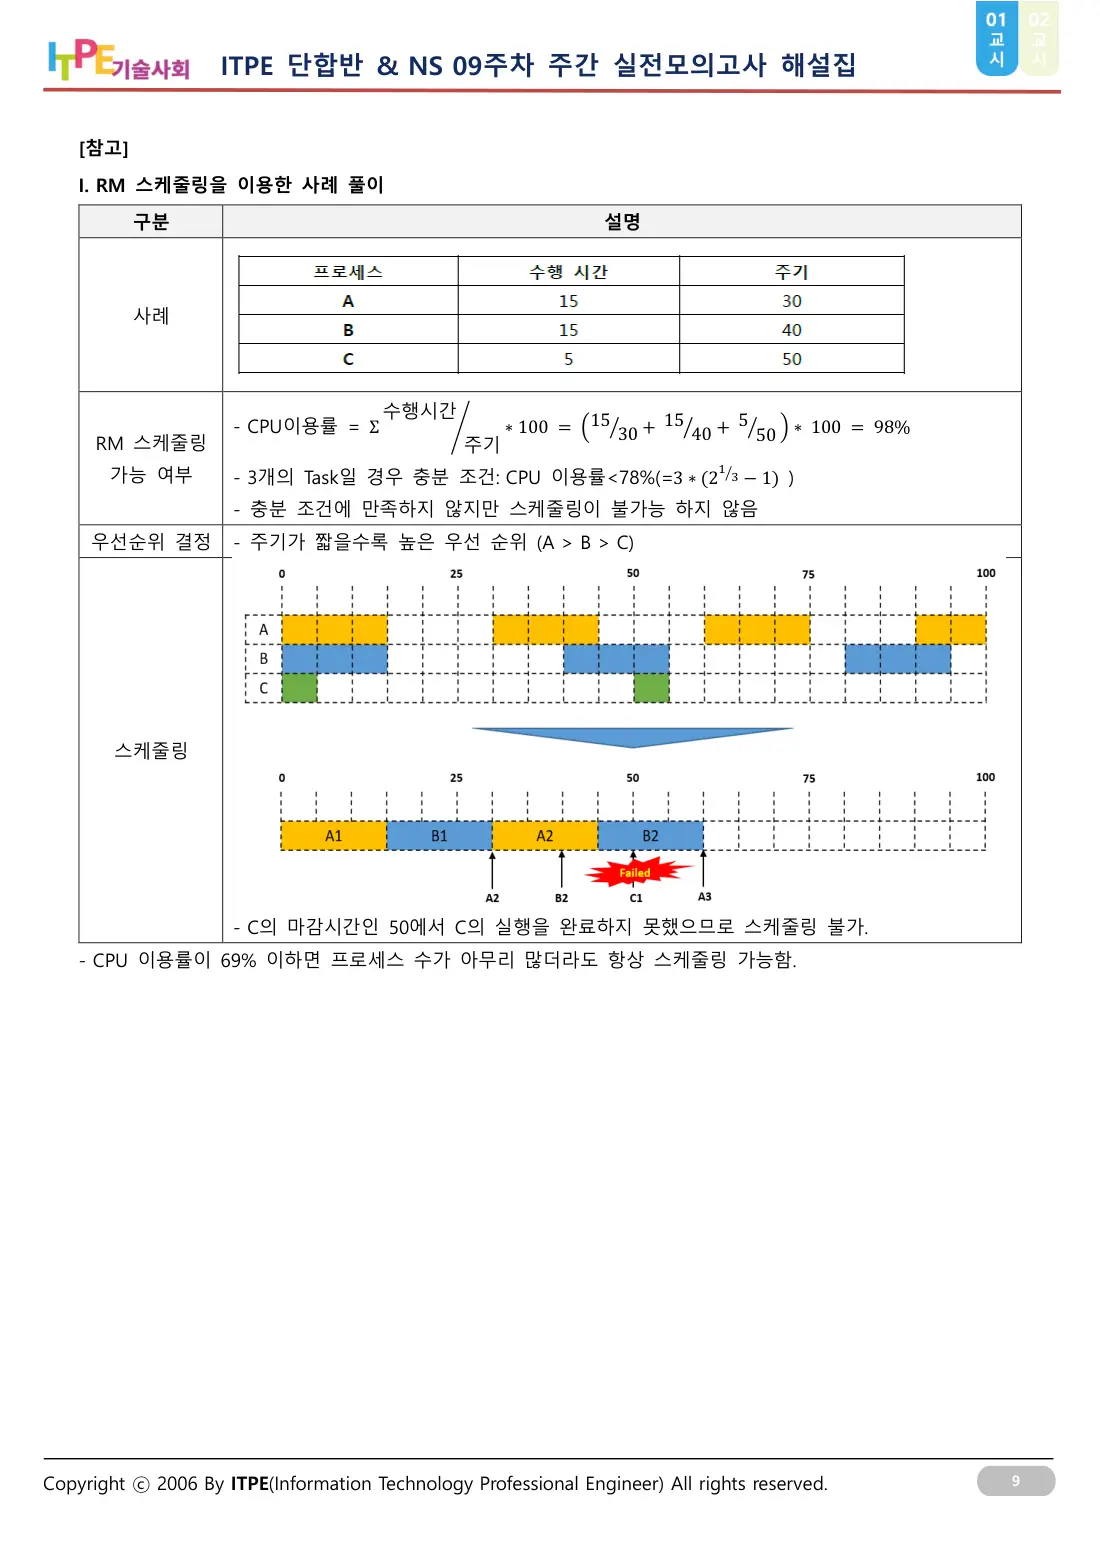 ITPE기술사회 ITPE 단합반 & NS 09주차 주간 실전모의고사 해설집
01 교 시
02 교 시
[참고]
I. RM 스케줄링을 이용한 사례 풀이
구분 설명
사례
프로세스 수행 시간 주기
A 15 30
B 15 40
C 5 50
RM 스케줄링 가능 여부
- CPU이용률 = Σ 수행시간/주기 * 100 = (15/30 + 15/40 + 5/50) * 100 = 98%
- 3개의 Task일 경우 충분 조건: CPU 이용률<78%(=3 * (2^1/3 − 1) )
- 충분 조건에 만족하지 않지만 스케줄링이 불가능 하지 않음
우선순위 결정 - 주기가 짧을수록 높은 우선 순위 (A > B > C)
스케줄링
0 25 50 75 100
A
B
C
0 25 50 75 100
A1 B1 A2 B2
Failed
A2 B2 C1 A3
- C의 마감시간인 50에서 C의 실행을 완료하지 못했으므로 스케줄링 불가.
- CPU 이용률이 69% 이하면 프로세스 수가 아무리 많더라도 항상 스케줄링 가능함.
Copyright ⓒ 2006 By ITPE(Information Technology Professional Engineer) All rights reserved.
9